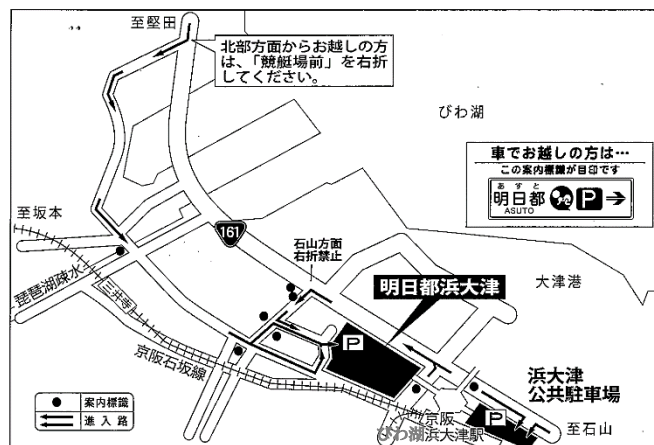 至堅田
北部方面からお越しの方
は、「競艇場前」を右折
してください。
びわ湖
車でお越しの方は…
この案内標識が目印です
あすと
明日都
ASUTO
P
至坂本
161
石山方面
右折禁止
琵琶湖疏水
三井寺
明日都浜大津
大津港
P
京阪石坂線
浜大津
公共駐車場
案内標識
進入路
P
京阪
びわ湖浜大津駅
至石山